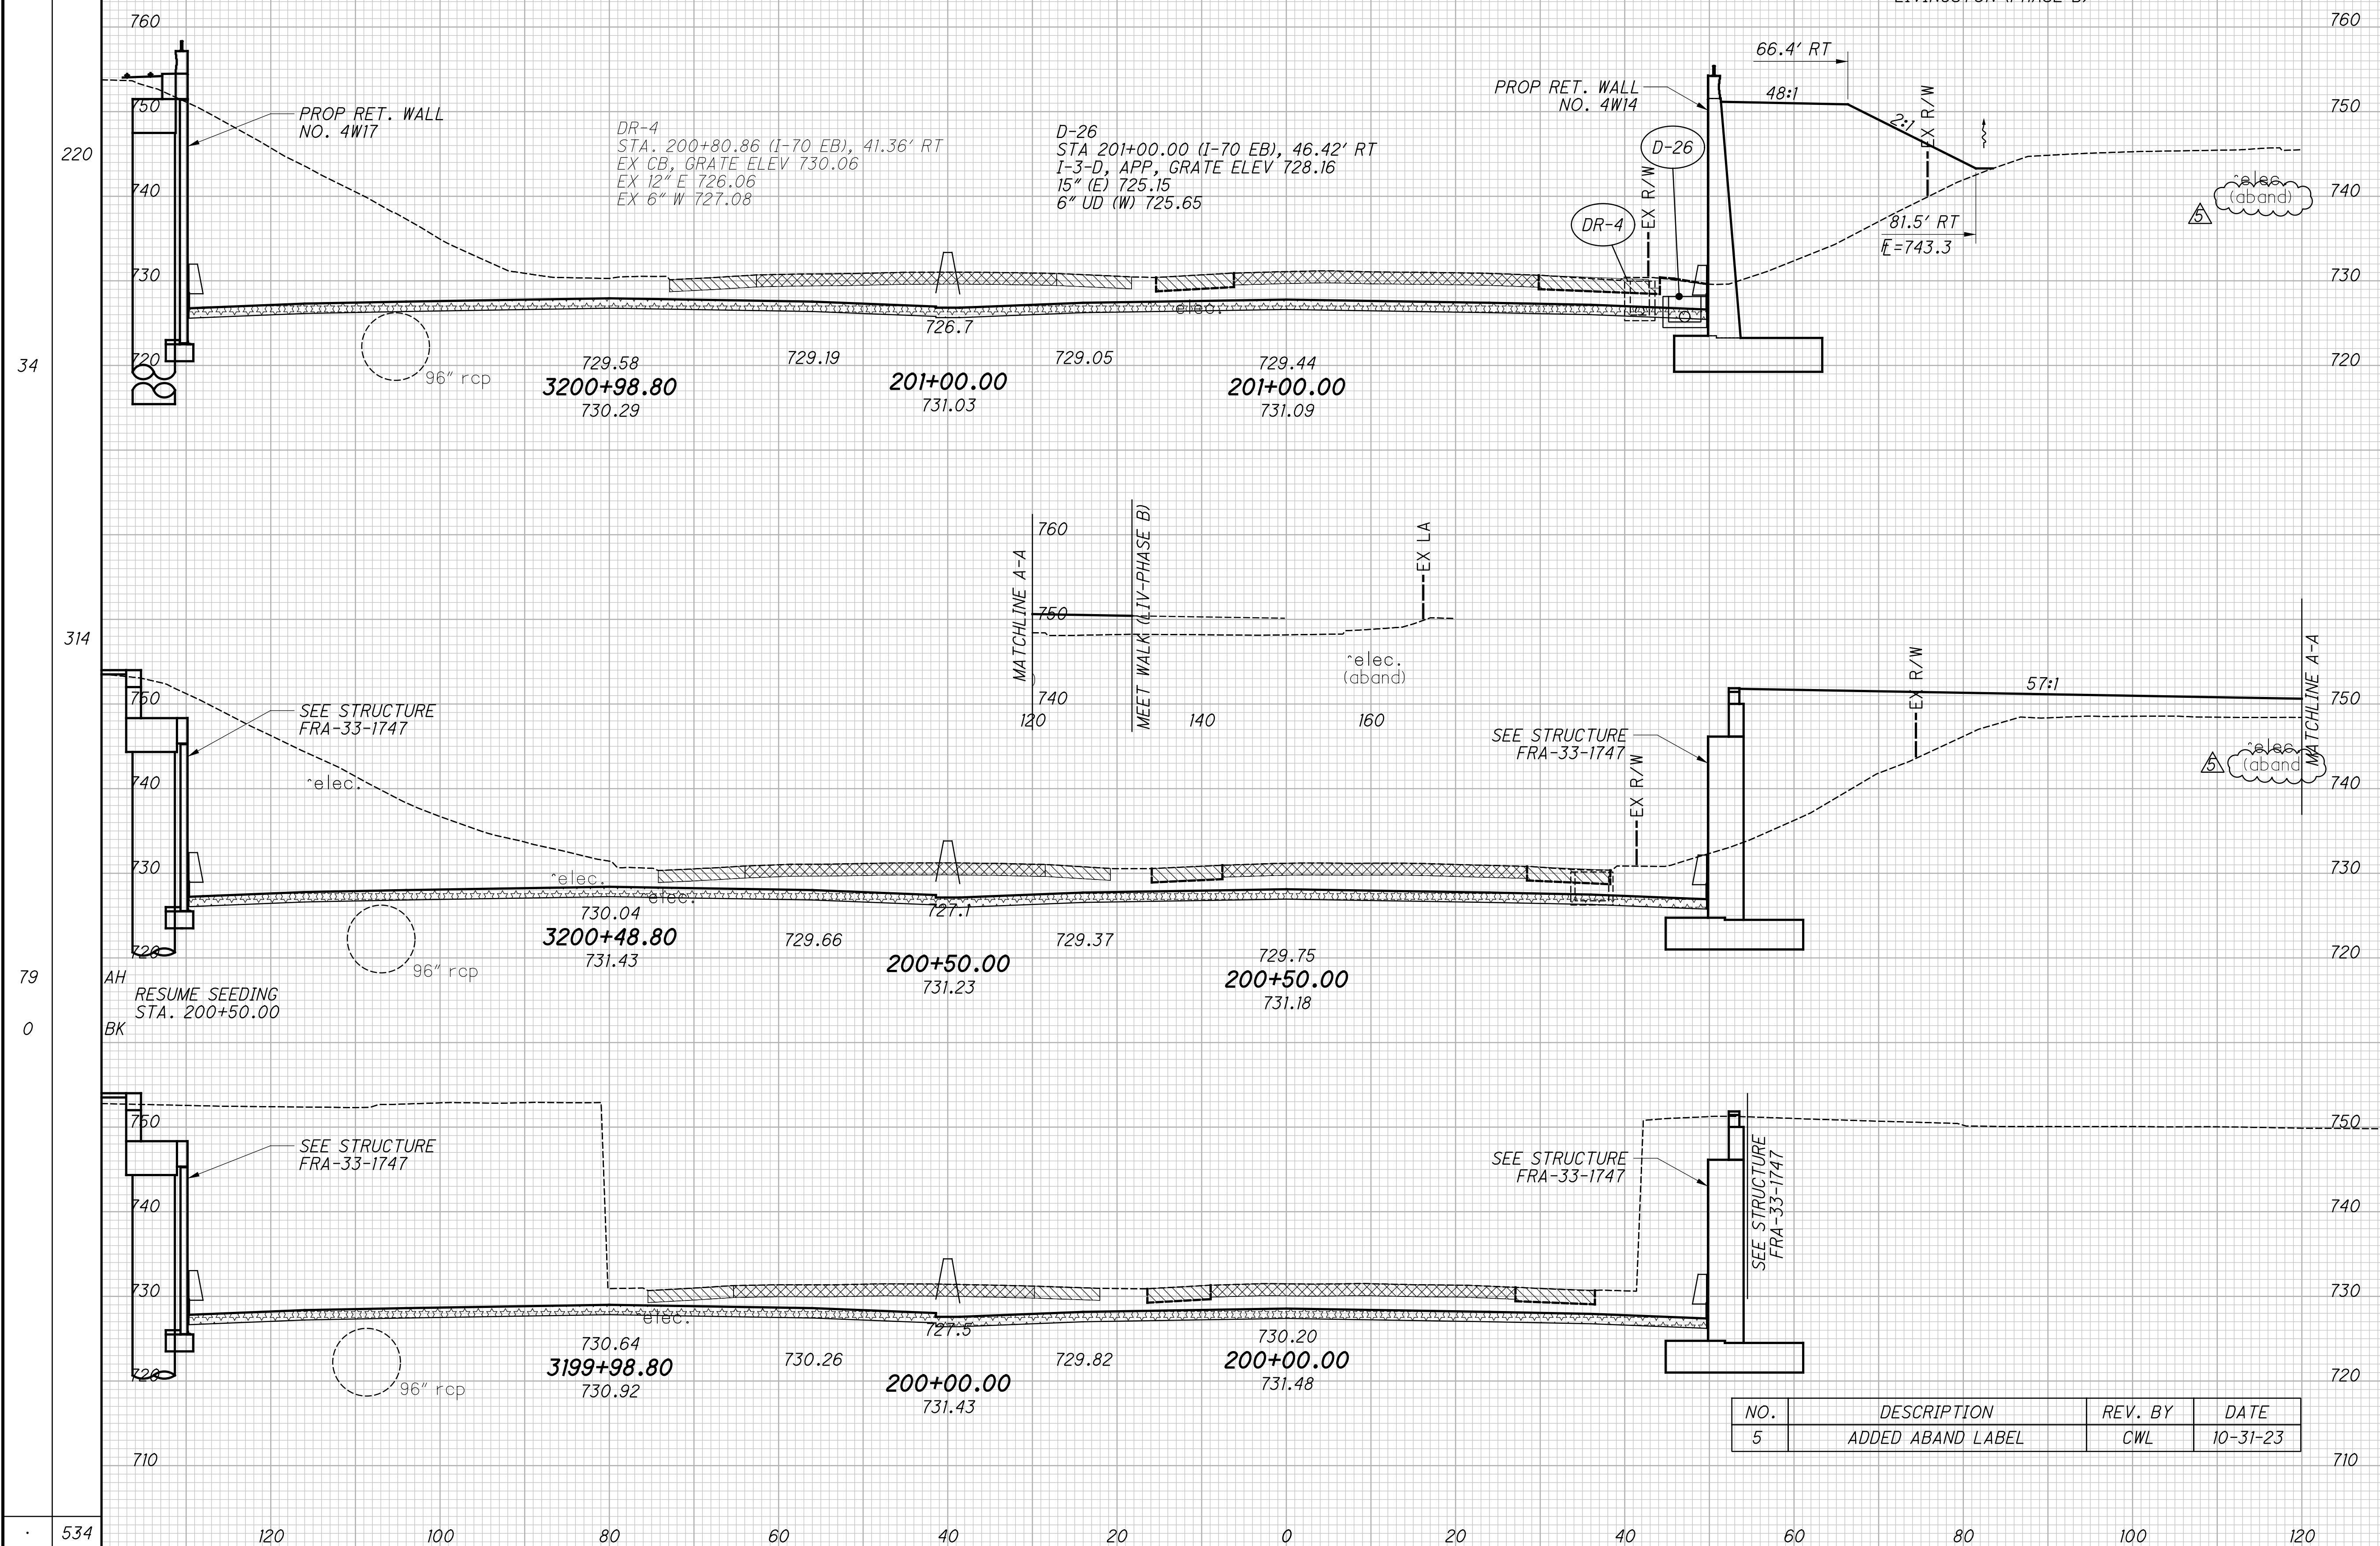 LIVINGSTON (PHASE B)
760
760
66.4' RT
PROP RET. WALL
NO. 4W17
750
DR-4
STA. 200+80.86 (I-70 EB), 41.36' RT
EX CB, GRATE ELEV 730.06
EX 12" E 726.06
EX 6" W 727.08
D-26
STA 201+00.00 (I-70 EB), 46.42' RT
I-3-D, APP, GRATE ELEV 728.16
15" (E) 725.15
6" UD (W) 725.65
PROP RET. WALL
NO. 4W14
48:1
2:1
EX R/W
750
220
D-26
EX R/W
DR-4
740
^elec.
(aband)
5
740
81.5' RT
E=743.3
730
730
elec.
726.7
34
720
96" rcp
729.58
3200+98.80
730.29
729.19
201+00.00
731.03
729.05
729.44
201+00.00
731.09
720
MATCHLINE A-A
760
MEET WALK (LIV-PHASE B)
EX LA
750
^elec.
(aband)
740
120
140
160
314
750
SEE STRUCTURE
FRA-33-1747
^elec.
740
SEE STRUCTURE
FRA-33-1747
EX R/W
EX R/W
57:1
750
MATCHLINE A-A
^elec.
(aband
5
740
730
^elec.
elec.
730
727.1
720
96" rcp
730.04
3200+48.80
731.43
729.66
200+50.00
731.23
729.37
729.75
200+50.00
731.18
720
79
AH
RESUME SEEDING
STA. 200+50.00
0
BK
750
SEE STRUCTURE
FRA-33-1747
SEE STRUCTURE
FRA-33-1747
SEE STRUCTURE
FRA-33-1747
750
740
740
730
elec.
730
727.5
720
96" rcp
730.64
3199+98.80
730.92
730.26
200+00.00
731.43
729.82
730.20
200+00.00
731.48
720
NO. DESCRIPTION REV. BY DATE
5 ADDED ABAND LABEL CWL 10-31-23
710
710
534
120 100 80 60 40 20 0 20 40 60 80 100 120